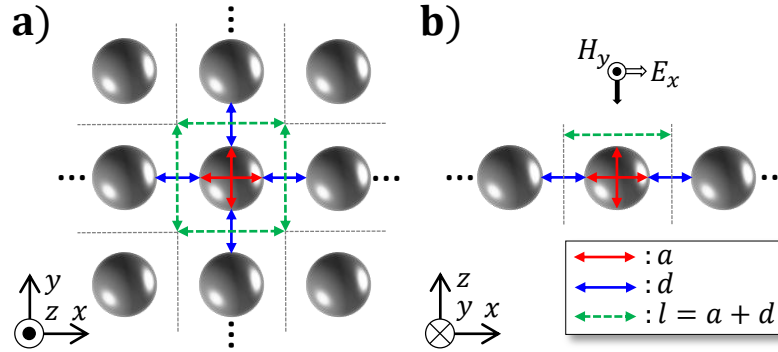 a)
b)
H_y
E_x
y
z x
z
y x
: a
: d
: l = a + d